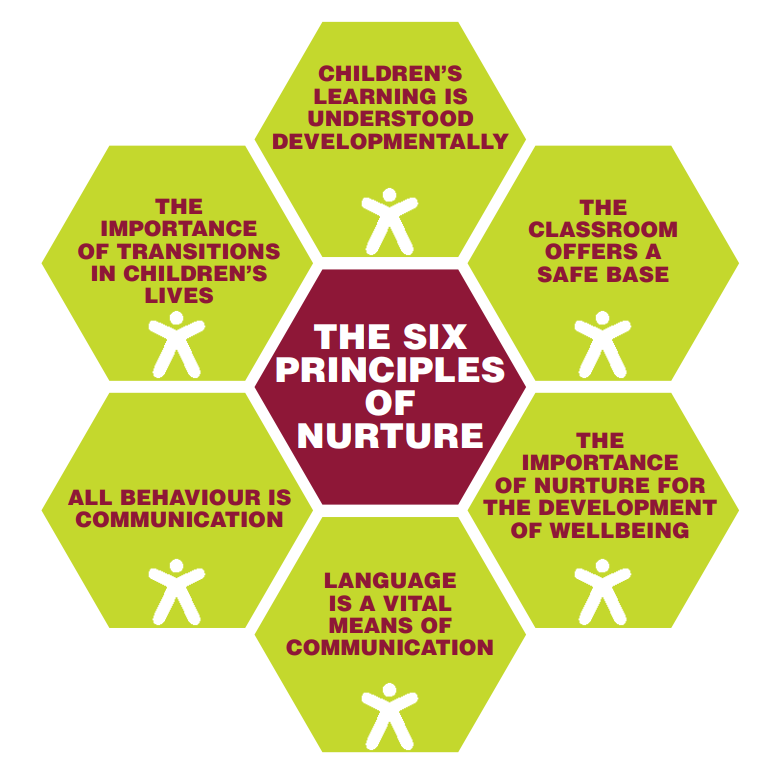 CHILDREN'S
LEARNING IS
UNDERSTOOD
DEVELOPMENTALLY
THE
CLASSROOM
OFFERS A
SAFE BASE
THE
IMPORTANCE
OF NURTURE FOR
THE DEVELOPMENT
OF WELLBEING
LANGUAGE
IS A VITAL
MEANS OF
COMMUNICATION
ALL BEHAVIOUR IS
COMMUNICATION
THE
IMPORTANCE
OF TRANSITIONS
IN CHILDREN'S
LIVES
THE SIX
PRINCIPLES
OF
NURTURE